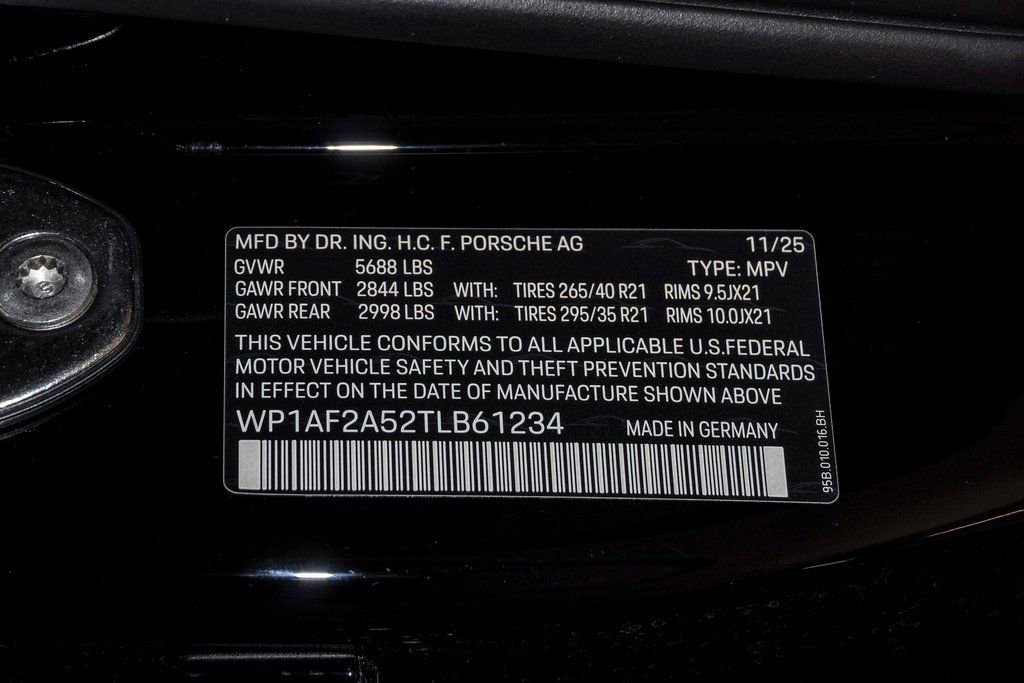 MFD BY DR. ING. H.C. F. PORSCHE AG 11/25
GVWR 5688 LBS TYPE: MPV
GAWR FRONT 2844 LBS WITH: TIRES 265/40 R21 RIMS 9.5JX21
GAWR REAR 2998 LBS WITH: TIRES 295/35 R21 RIMS 10.0JX21
THIS VEHICLE CONFORMS TO ALL APPLICABLE U.S.FEDERAL
MOTOR VEHICLE SAFETY AND THEFT PREVENTION STANDARDS
IN EFFECT ON THE DATE OF MANUFACTURE SHOWN ABOVE
WP1AF2A52TLB61234 MADE IN GERMANY
95B.010.016.BH